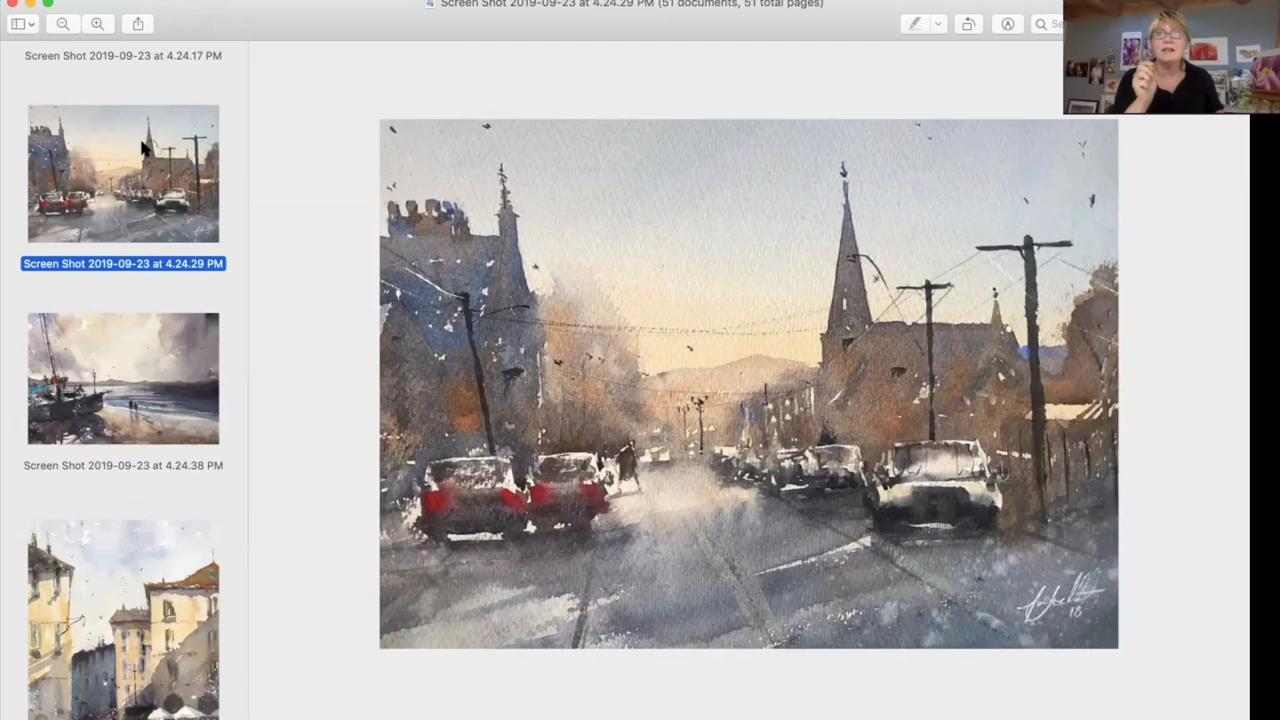 Screen Shot 2019-09-23 at 4.24.29 PM (51 documents, 51 total pages)
Screen Shot 2019-09-23 at 4.24.17 PM
Screen Shot 2019-09-23 at 4.24.29 PM
Screen Shot 2019-09-23 at 4.24.38 PM
18